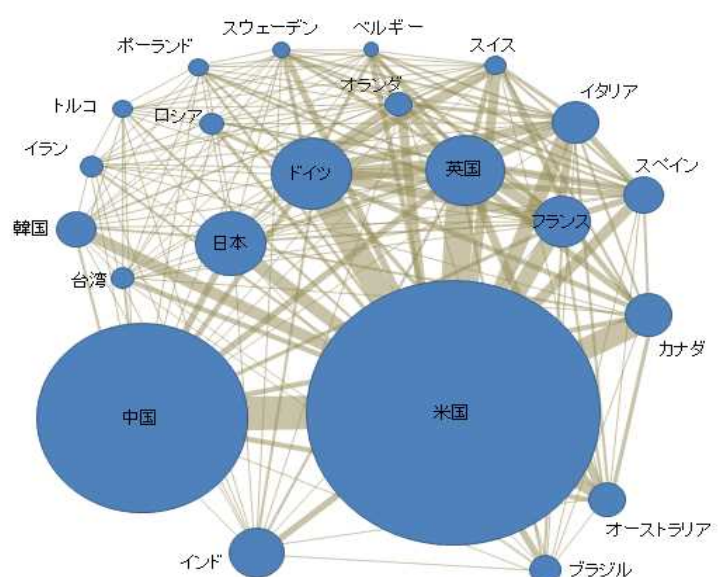 スウェーデン
ベルギー
ポーランド
スイス
オランダ
イタリア
トルコ
ロシア
イラン
ドイツ
英国
スペイン
韓国
日本
フランス
台湾
カナダ
中国
米国
オーストラリア
インド
ブラジル